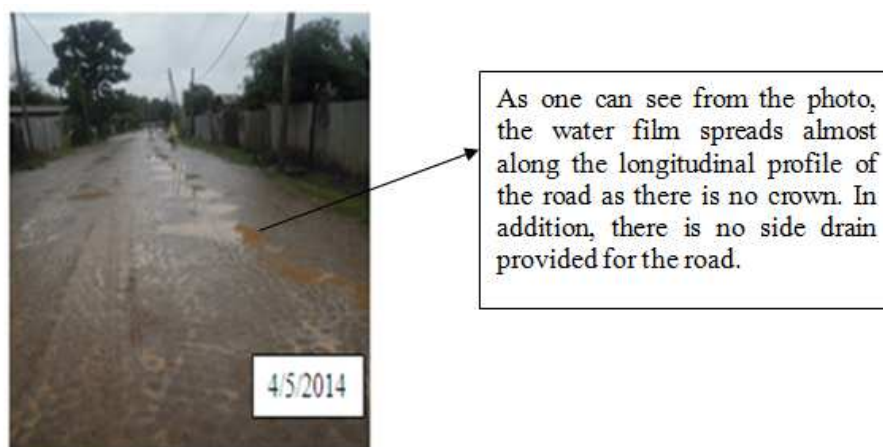 As one can see from the photo,
the water film spreads almost
along the longitudinal profile of
the road as there is no crown. In
addition, there is no side drain
provided for the road.
4/5/2014